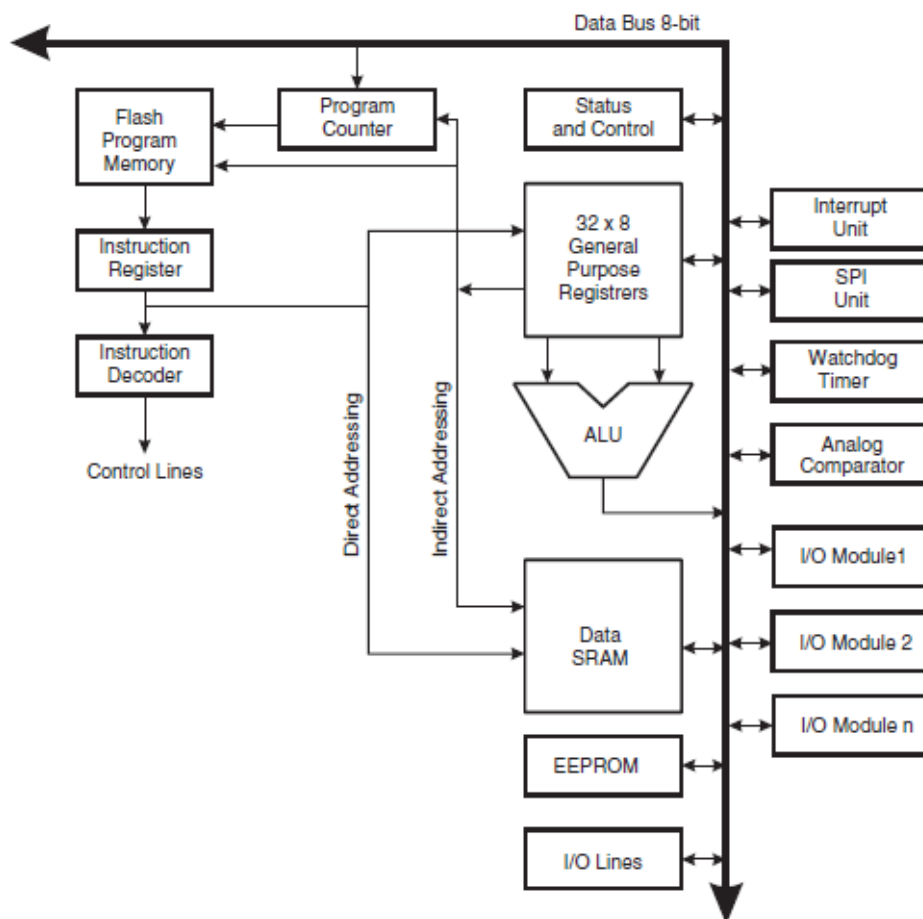 Data Bus 8-bit
Flash
Program
Memory
Program
Counter
Status
and Control
32 x 8
General
Purpose
Registrers
Interrupt
Unit
Instruction
Register
SPI
Unit
Instruction
Decoder
Watchdog
Timer
ALU
Analog
Comparator
Control Lines
Direct Addressing
Indirect Addressing
I/O Module1
Data
SRAM
I/O Module 2
I/O Module n
EEPROM
I/O Lines